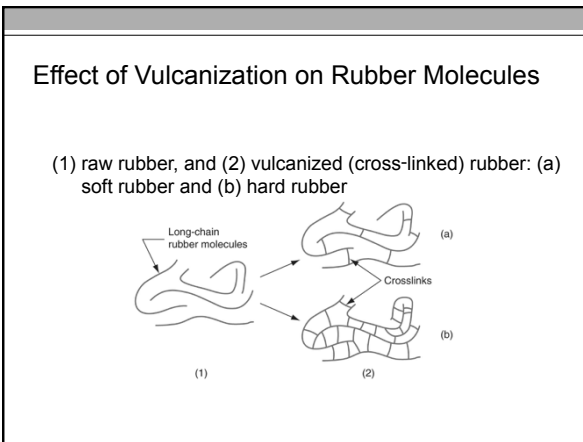 Effect of Vulcanization on Rubber Molecules
(1) raw rubber, and (2) vulcanized (cross-linked) rubber: (a)
soft rubber and (b) hard rubber
Long-chain
rubber molecules
(a)
Crosslinks
(b)
(1)
(2)